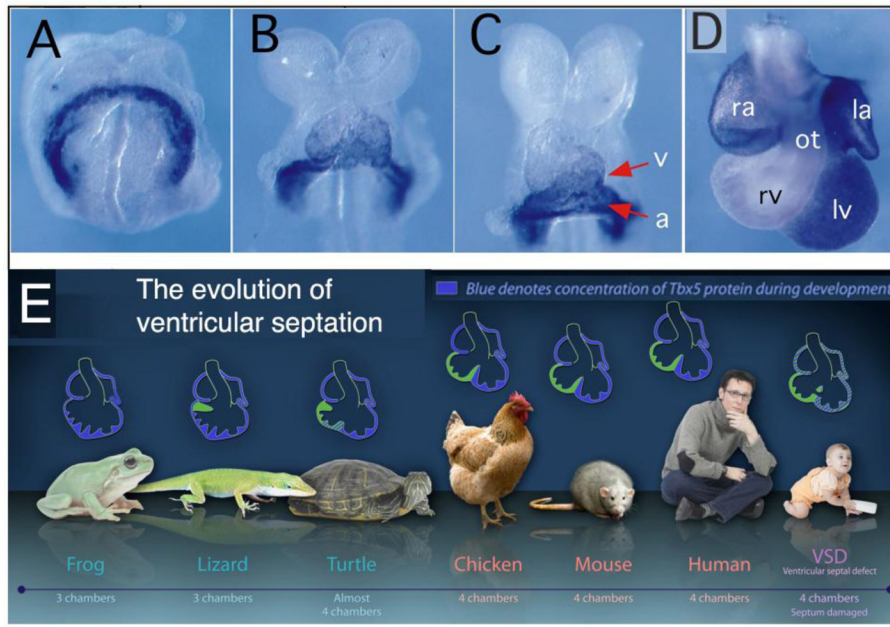 A
B
C
D
v
a
ra
la
ot
rv
lv
E
The evolution of
ventricular septation
Blue denotes concentration of Tbx5 protein during development
Frog
Lizard
Turtle
Chicken
Mouse
Human
VSD
Ventricular septal defect
3 chambers
3 chambers
Almost
4 chambers
4 chambers
4 chambers
4 chambers
4 chambers
Septum damaged